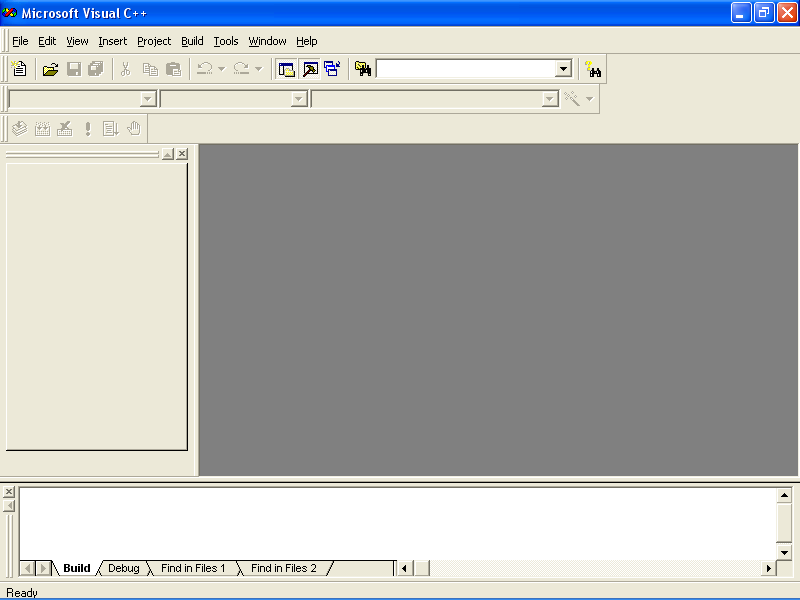 Microsoft Visual C++
File Edit View Insert Project Build Tools Window Help
Build Debug Find in Files 1 Find in Files 2
Ready